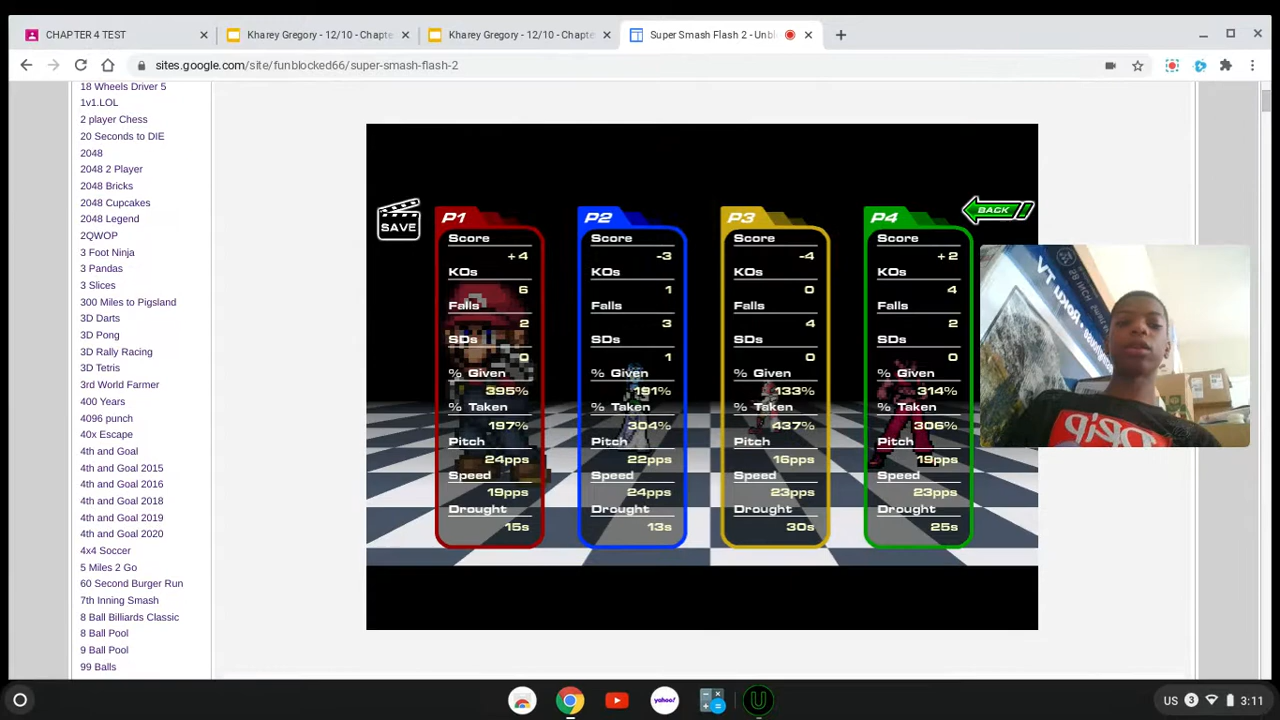 CHAPTER 4 TEST
Kharey Gregory - 12/10 - Chapte
Kharey Gregory - 12/10 - Chapte
Super Smash Flash 2 - Unbl
sites.google.com/site/funblocked66/super-smash-flash-2
18 Wheels Driver 5
1v1.LOL
2 player Chess
20 Seconds to DIE
2048
2048 2 Player
2048 Bricks
2048 Cupcakes
2048 Legend
2QWOP
3 Foot Ninja
3 Pandas
3 Slices
300 Miles to Pigsland
3D Darts
3D Pong
3D Rally Racing
3D Tetris
3rd World Farmer
400 Years
4096 punch
40x Escape
4th and Goal
4th and Goal 2015
4th and Goal 2016
4th and Goal 2018
4th and Goal 2019
4th and Goal 2020
4x4 Soccer
5 Miles 2 Go
60 Second Burger Run
7th Inning Smash
8 Ball Billiards Classic
8 Ball Pool
9 Ball Pool
99 Balls
SAVE
BACK
P1
Score
+4
KOs
6
Falls
2
SDs
0
% Given
395%
% Taken
197%
Pitch
24pps
Speed
19pps
Drought
15s
P2
Score
-3
KOs
1
Falls
3
SDs
1
% Given
191%
% Taken
304%
Pitch
22pps
Speed
24pps
Drought
13s
P3
Score
-4
KOs
0
Falls
4
SDs
0
% Given
133%
% Taken
437%
Pitch
16pps
Speed
23pps
Drought
30s
P4
Score
+2
KOs
4
Falls
2
SDs
0
% Given
314%
% Taken
306%
Pitch
19pps
Speed
23pps
Drought
25s
Roku TV
DRIP
yahoo!
U
US 3 3:11